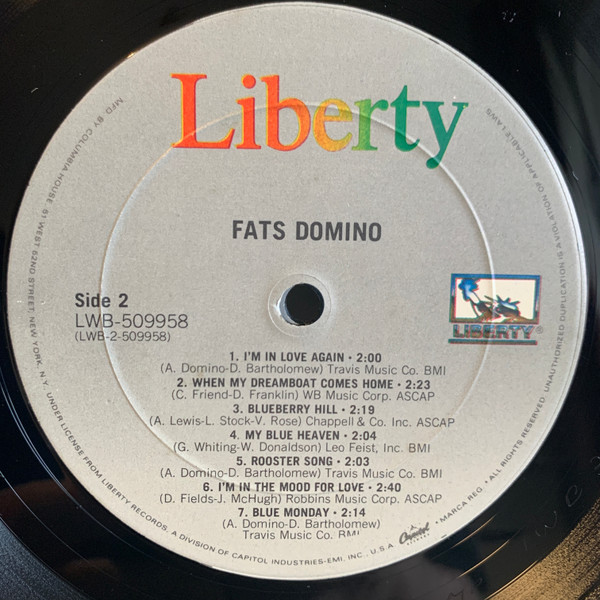 Liberty
FATS DOMINO
Side 2
LWB-509958
(LWB-2-509958)
LIBERTY®
1. I'M IN LOVE AGAIN • 2:00
(A. Domino-D. Bartholomew) Travis Music Co. BMI
2. WHEN MY DREAMBOAT COMES HOME • 2:23
(C. Friend-D. Franklin) WB Music Corp. ASCAP
3. BLUEBERRY HILL • 2:19
(A. Lewis-L. Stock-V. Rose) Chappell & Co. Inc. ASCAP
4. MY BLUE HEAVEN • 2:04
(G. Whiting-W. Donaldson) Leo Feist, Inc. BMI
5. ROOSTER SONG • 2:03
(A. Domino-D. Bartholomew) Travis Music Co. BMI
6. I'M IN THE MOOD FOR LOVE • 2:40
(D. Fields-J. McHugh) Robbins Music Corp. ASCAP
7. BLUE MONDAY • 2:14
(A. Domino-D. Bartholomew)
Travis Music Co. BMI
Capitol
MFD. BY COLUMBIA HOUSE, 61 WEST 62ND STREET, NEW YORK, N. Y. UNDER LICENSE FROM LIBERTY RECORDS, A DIVISION OF CAPITOL INDUSTRIES-EMI, INC., U.S.A. • MARCA REG. • ALL RIGHTS RESERVED. UNAUTHORIZED DUPLICATION IS A VIOLATION OF APPLICABLE LAWS